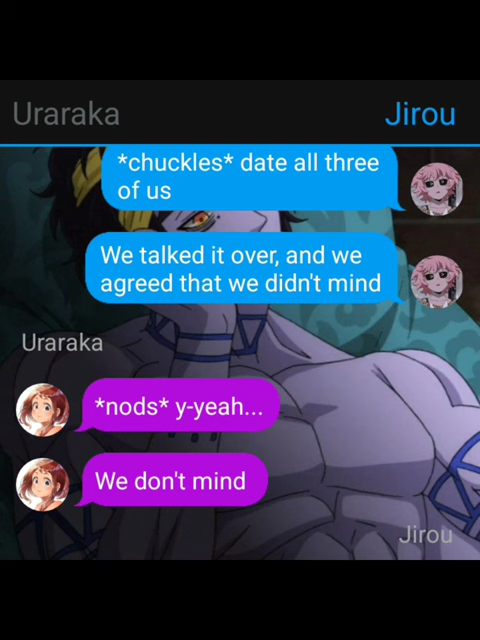 Uraraka
Jirou
*chuckles* date all three
of us
We talked it over, and we
agreed that we didn't mind
Uraraka
*nods* y-yeah...
We don't mind
Jirou